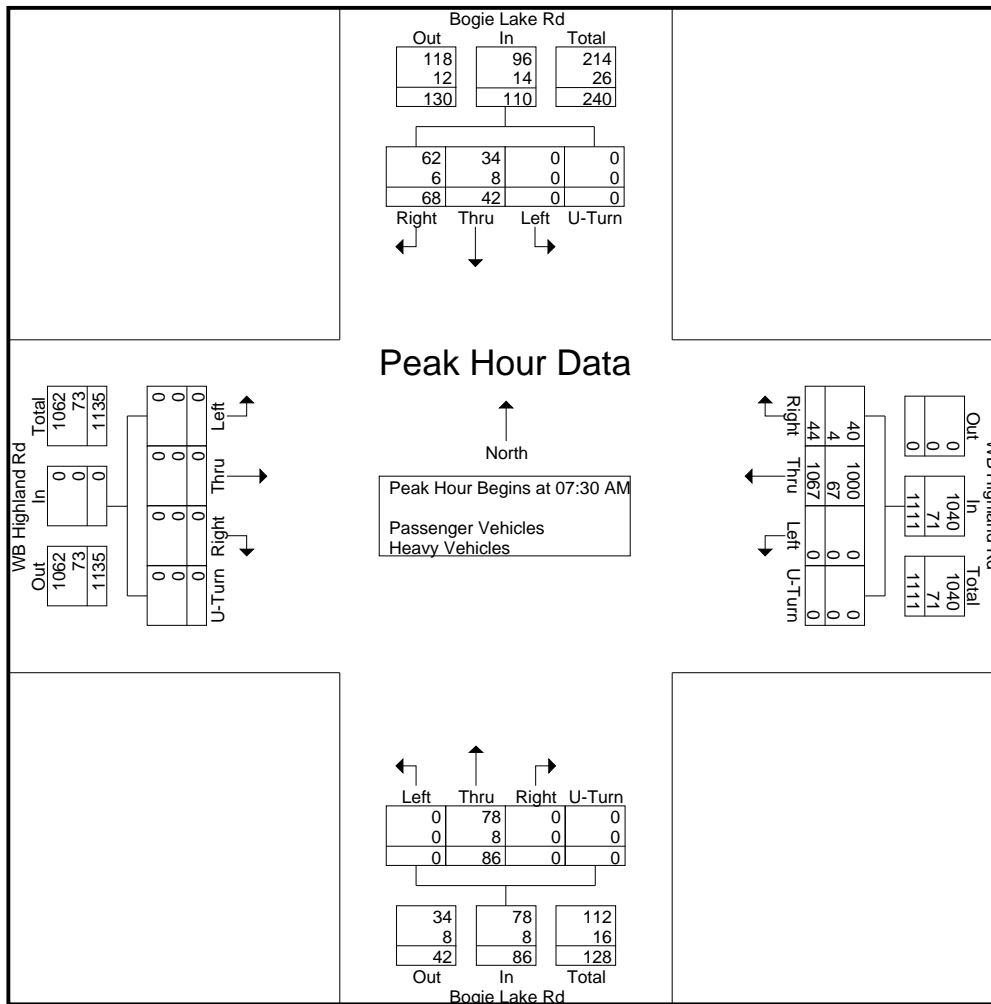 Bogie Lake Rd
Out In Total
118 96 214
12 14 26
130 110 240
62 34 0 0
6 8 0 0
68 42 0 0
Right Thru Left U-Turn
Peak Hour Data
North
Peak Hour Begins at 07:30 AM
Passenger Vehicles
Heavy Vehicles
WB Highland Rd
Total In Out
1062 0 1062
73 0 73
1135 0 1135
0 0 0 0
0 0 0 0
0 0 0 0
Left Thru Right U-Turn
WB Highland Rd
Out In Total
0 1040 1040
0 71 71
0 1111 1111
40 1000 0 0
4 67 0 0
44 1067 0 0
Right Thru Left U-Turn
Left Thru Right U-Turn
0 78 0 0
0 8 0 0
0 86 0 0
34 78 112
8 8 16
42 86 128
Out In Total
Bogie Lake Rd